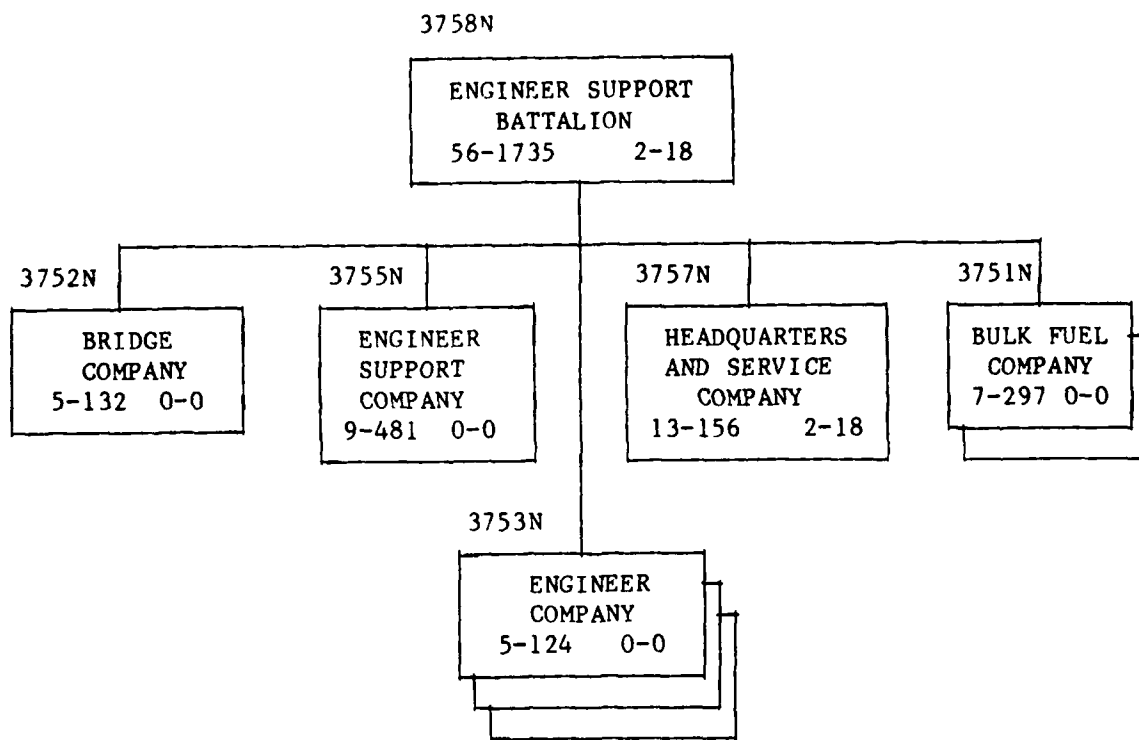 3758N
ENGINEER SUPPORT
BATTALION
56-1735 2-18
3752N
BRIDGE
COMPANY
5-132 0-0
3755N
ENGINEER
SUPPORT
COMPANY
9-481 0-0
3757N
HEADQUARTERS
AND SERVICE
COMPANY
13-156 2-18
3751N
BULK FUEL
COMPANY
7-297 0-0
3753N
ENGINEER
COMPANY
5-124 0-0